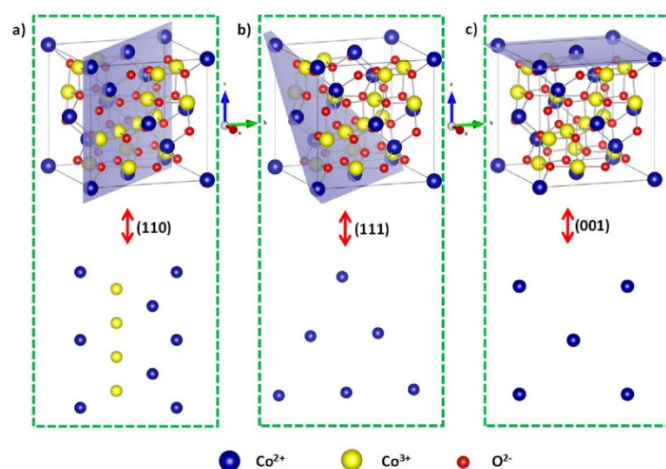 a) b) c)
(110) (111) (001)
Co2+ Co3+ O2-